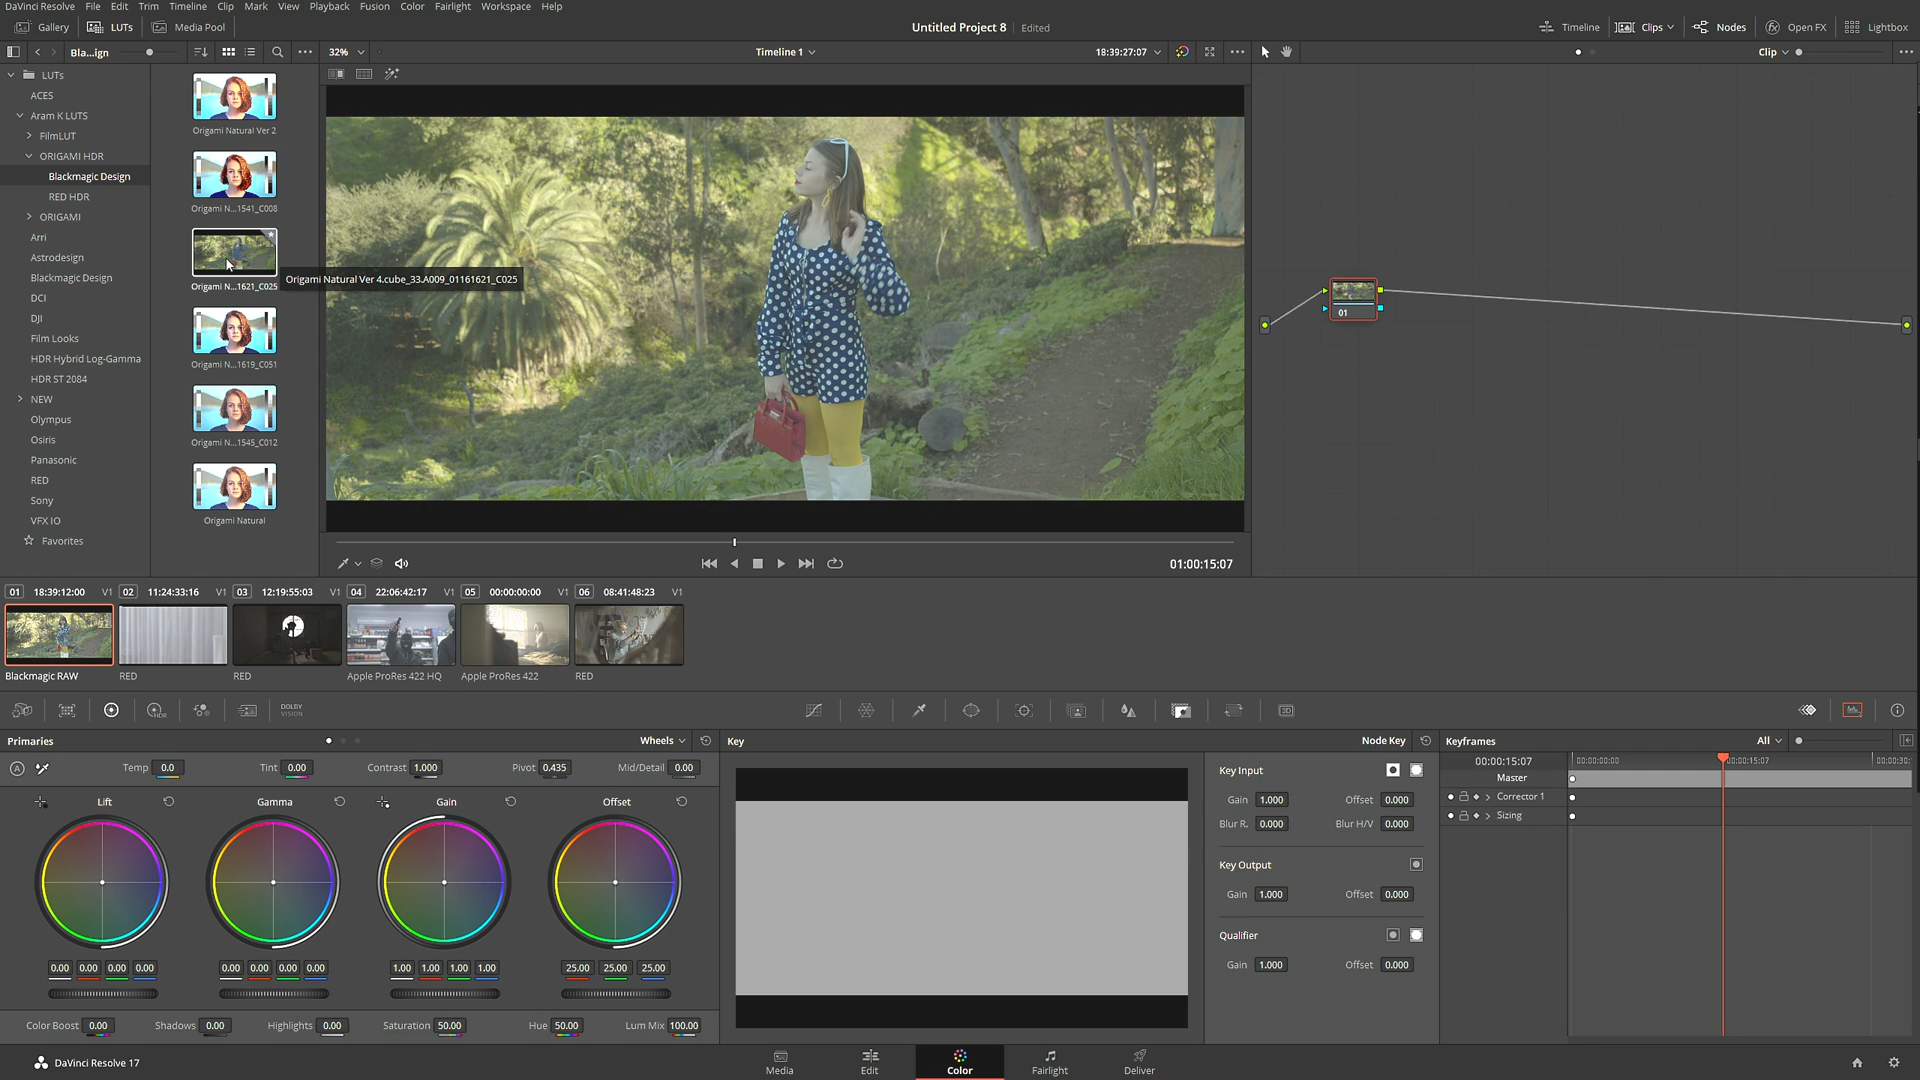 DaVinci Resolve File Edit Trim Timeline Clip Mark View Playback Fusion Color Fairlight Workspace Help
Gallery LUTs Media Pool Untitled Project 8 Edited Timeline Clips Nodes Open FX Lightbox
Bla...ign 32% Timeline 1 18:39:27:07 Clip
LUTs
ACES
Aram K LUTS
FilmLUT
ORIGAMI HDR
Blackmagic Design
RED HDR
ORIGAMI
Arri
Astrodesign
Blackmagic Design
DCI
DJI
Film Looks
HDR Hybrid Log-Gamma
HDR ST 2084
NEW
Olympus
Osiris
Panasonic
RED
Sony
VFX IO
Favorites
Origami Natural Ver 2
Origami N...1541_C008
Origami N...1621_C025
Origami Natural Ver 4.cube_33.A009_01161621_C025
Origami N...1619_C051
Origami N...1545_C012
Origami Natural
01
01:00:15:07
01 18:39:12:00 V1 02 11:24:33:16 V1 03 12:19:55:03 V1 04 22:06:42:17 V1 05 00:00:00:00 V1 06 08:41:48:23 V1
Blackmagic RAW RED RED Apple ProRes 422 HQ Apple ProRes 422 RED
HDR DOLBY VISION 3D
Primaries Wheels Key Node Key Keyframes All
A Temp 0.0 Tint 0.00 Contrast 1.000 Pivot 0.435 Mid/Detail 0.00
Lift Gamma Gain Offset
0.00 0.00 0.00 0.00 0.00 0.00 0.00 0.00 1.00 1.00 1.00 1.00 25.00 25.00 25.00
Color Boost 0.00 Shadows 0.00 Highlights 0.00 Saturation 50.00 Hue 50.00 Lum Mix 100.00
Key Input
Gain 1.000 Offset 0.000
Blur R. 0.000 Blur H/V 0.000
Key Output
Gain 1.000 Offset 0.000
Qualifier
Gain 1.000 Offset 0.000
00:00:15:07 00:00:00:00 00:00:15:07 00:00:30:
Master
Corrector 1
Sizing
DaVinci Resolve 17 Media Edit Color Fairlight Deliver